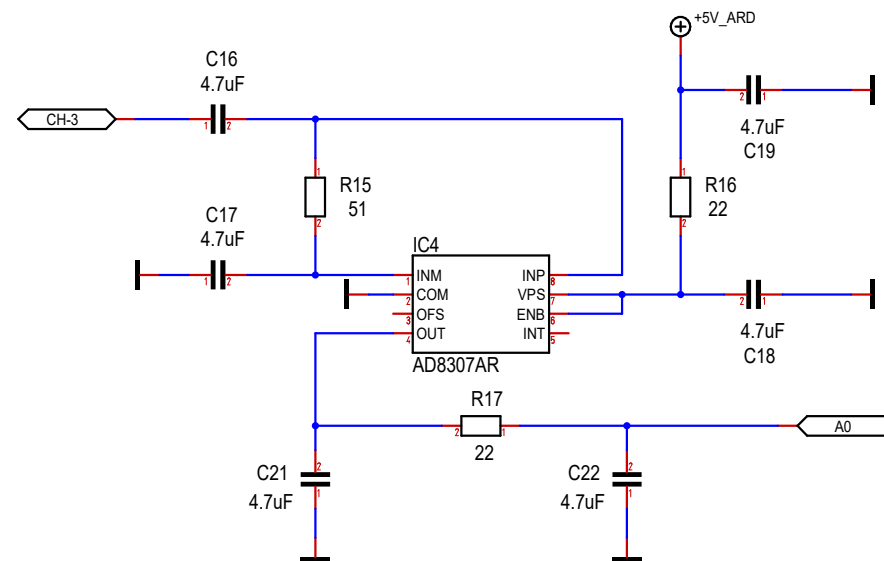 +5V_ARD
C16
4.7uF
CH-3
1
2
2
1
4.7uF
C19
1
R15
51
2
1
R16
22
2
C17
4.7uF
1
2
IC4
INM
1
COM
2
OFS
3
OUT
4
INP
8
VPS
7
ENB
6
INT
5
AD8307AR
2
1
4.7uF
C18
R17
2
1
22
A0
C21
4.7uF
2
1
C22
4.7uF
2
1